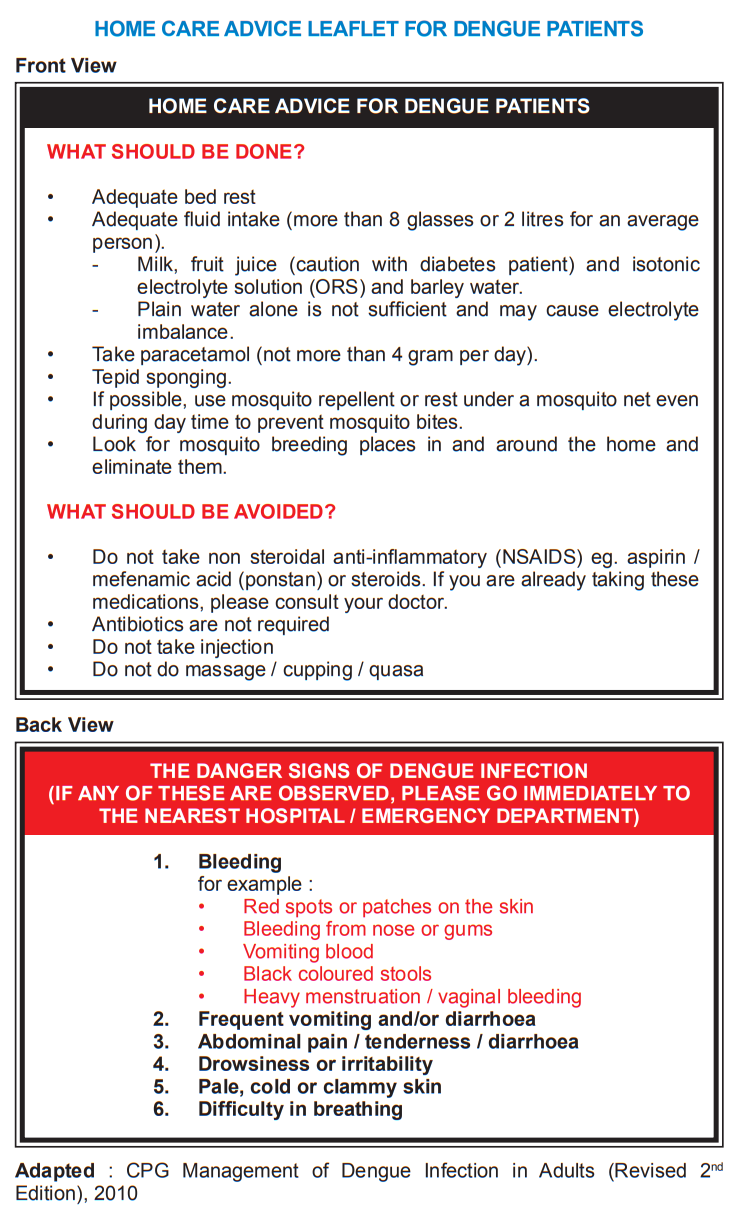 HOME CARE ADVICE LEAFLET FOR DENGUE PATIENTS
Front View
HOME CARE ADVICE FOR DENGUE PATIENTS
WHAT SHOULD BE DONE?
• Adequate bed rest
• Adequate fluid intake (more than 8 glasses or 2 litres for an average
person).
- Milk, fruit juice (caution with diabetes patient) and isotonic
electrolyte solution (ORS) and barley water.
- Plain water alone is not sufficient and may cause electrolyte
imbalance.
• Take paracetamol (not more than 4 gram per day).
• Tepid sponging.
• If possible, use mosquito repellent or rest under a mosquito net even
during day time to prevent mosquito bites.
• Look for mosquito breeding places in and around the home and
eliminate them.
WHAT SHOULD BE AVOIDED?
• Do not take non steroidal anti-inflammatory (NSAIDS) eg. aspirin /
mefenamic acid (ponstan) or steroids. If you are already taking these
medications, please consult your doctor.
• Antibiotics are not required
• Do not take injection
• Do not do massage / cupping / quasa
Back View
THE DANGER SIGNS OF DENGUE INFECTION
(IF ANY OF THESE ARE OBSERVED, PLEASE GO IMMEDIATELY TO
THE NEAREST HOSPITAL / EMERGENCY DEPARTMENT)
1. Bleeding
for example :
• Red spots or patches on the skin
• Bleeding from nose or gums
• Vomiting blood
• Black coloured stools
• Heavy menstruation / vaginal bleeding
2. Frequent vomiting and/or diarrhoea
3. Abdominal pain / tenderness / diarrhoea
4. Drowsiness or irritability
5. Pale, cold or clammy skin
6. Difficulty in breathing
Adapted : CPG Management of Dengue Infection in Adults (Revised 2nd
Edition), 2010